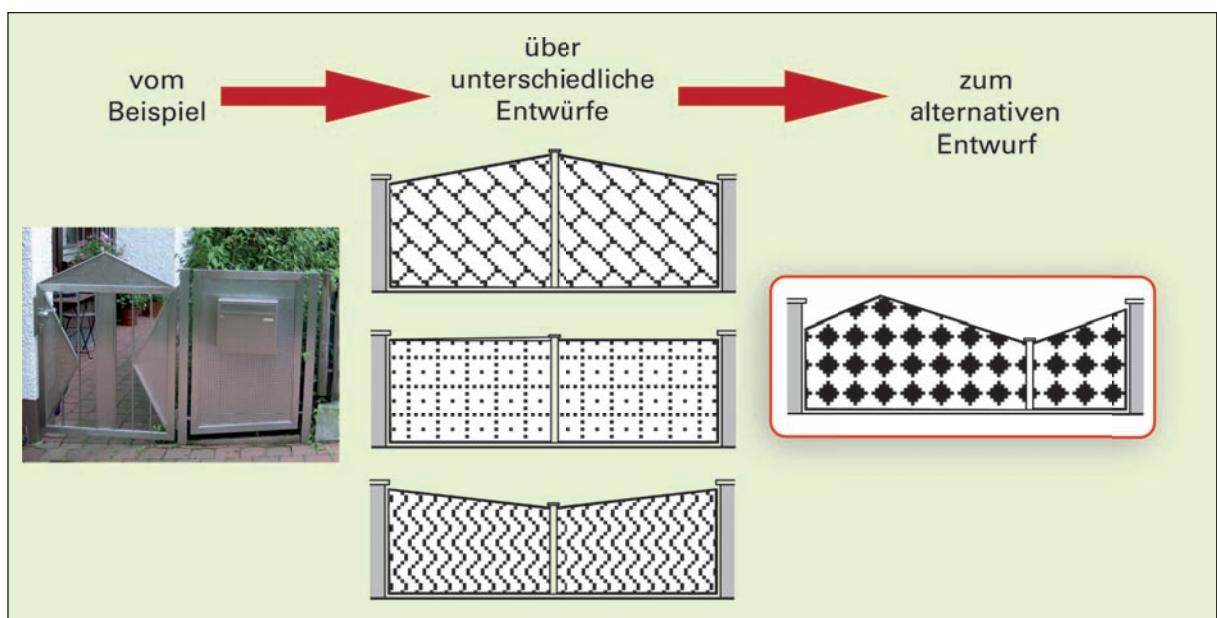 vom
Beispiel
über
unterschiedliche
Entwürfe
zum
alternativen
Entwurf